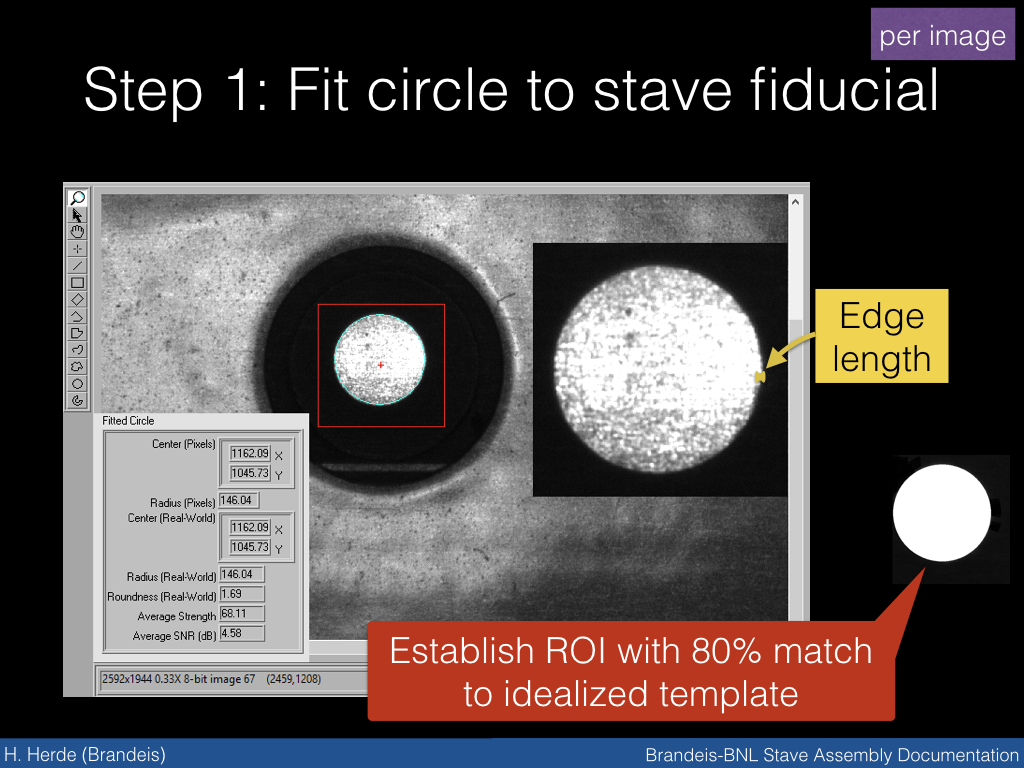 per image
Step 1: Fit circle to stave fiducial
Edge
length
Fitted Circle
Center (Pixels)
1162.09 X
1045.73 Y
Radius (Pixels) 146.04
Center (Real-World)
1162.09 X
1045.73 Y
Radius (Real-World) 146.04
Roundness (Real-World) 1.69
Average Strength 68.11
Average SNR (dB) 4.58
2592x1944 0.33X 8-bit image 67 (2459,1208)
Establish ROI with 80% match
to idealized template
H. Herde (Brandeis)
Brandeis-BNL Stave Assembly Documentation